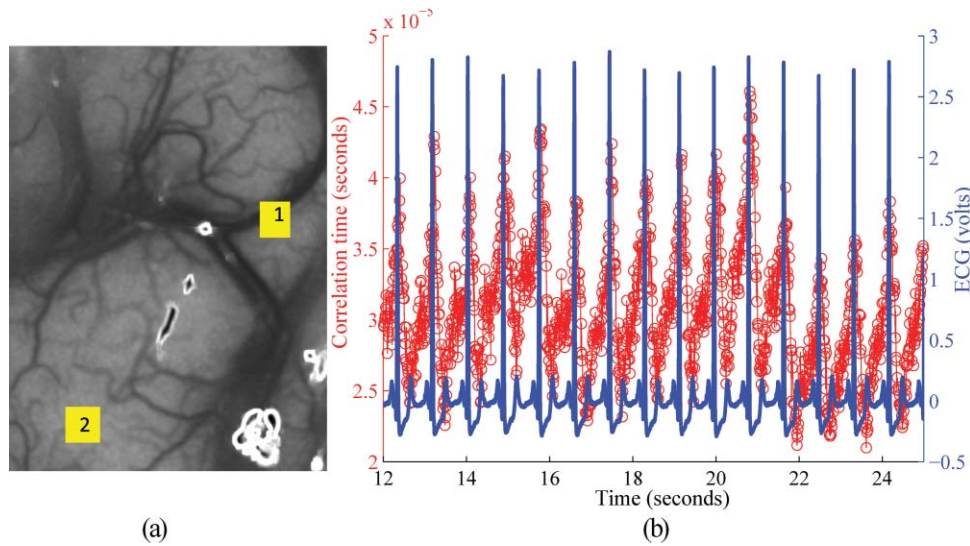 1
2
(a)
x 10⁻⁵
5
4.5
4
3.5
3
2.5
2
Correlation time (seconds)
3
2.5
2
1.5
1
0.5
0
−0.5
ECG (volts)
12 14 16 18 20 22 24
Time (seconds)
(b)